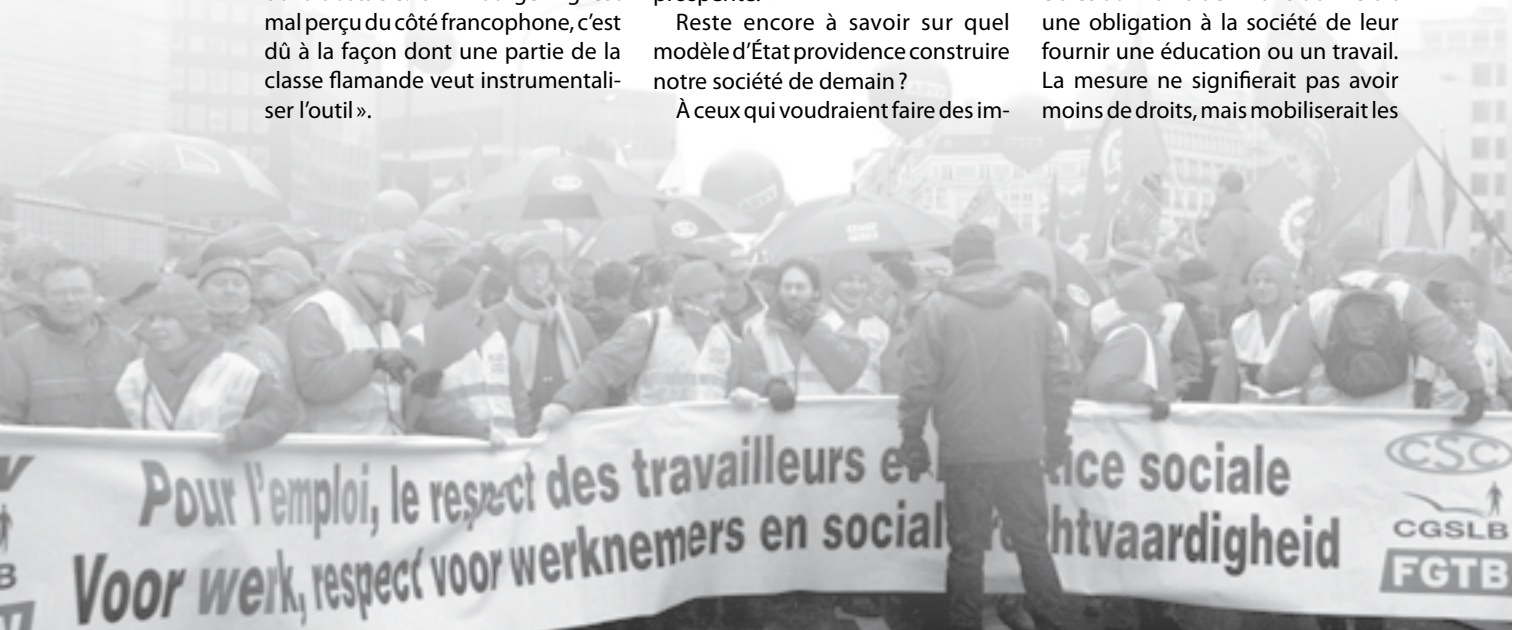 mal perçu du côté francophone, c'est
dû à la façon dont une partie de la
classe flamande veut instrumentali-
ser l'outil ».
Reste encore à savoir sur quel
modèle d'État providence construire
notre société de demain ?
À ceux qui voudraient faire des im-
une obligation à la société de leur
fournir une éducation ou un travail.
La mesure ne signifierait pas avoir
moins de droits, mais mobiliserait les
Pour l'emploi, le respect des travailleurs sociale
Voor werk, respect voor werknemers en
CSC
CGSLB
FGTB